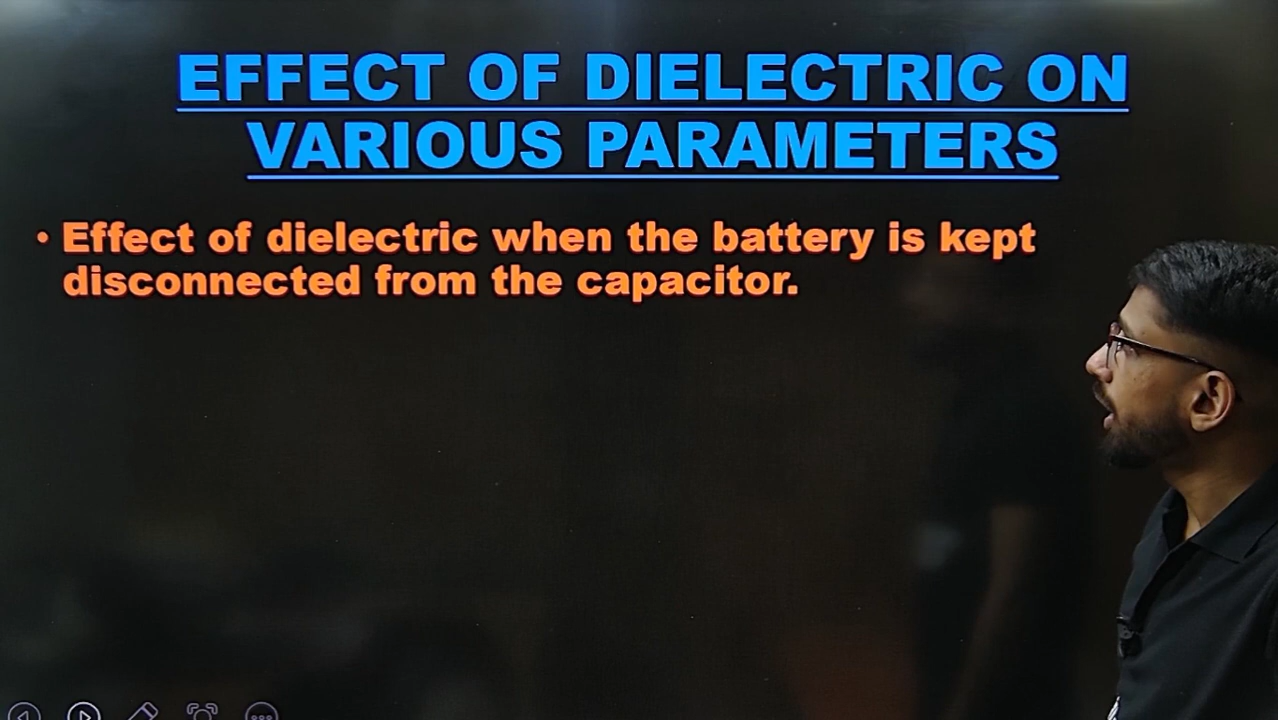 EFFECT OF DIELECTRIC ON
VARIOUS PARAMETERS
• Effect of dielectric when the battery is kept
disconnected from the capacitor.